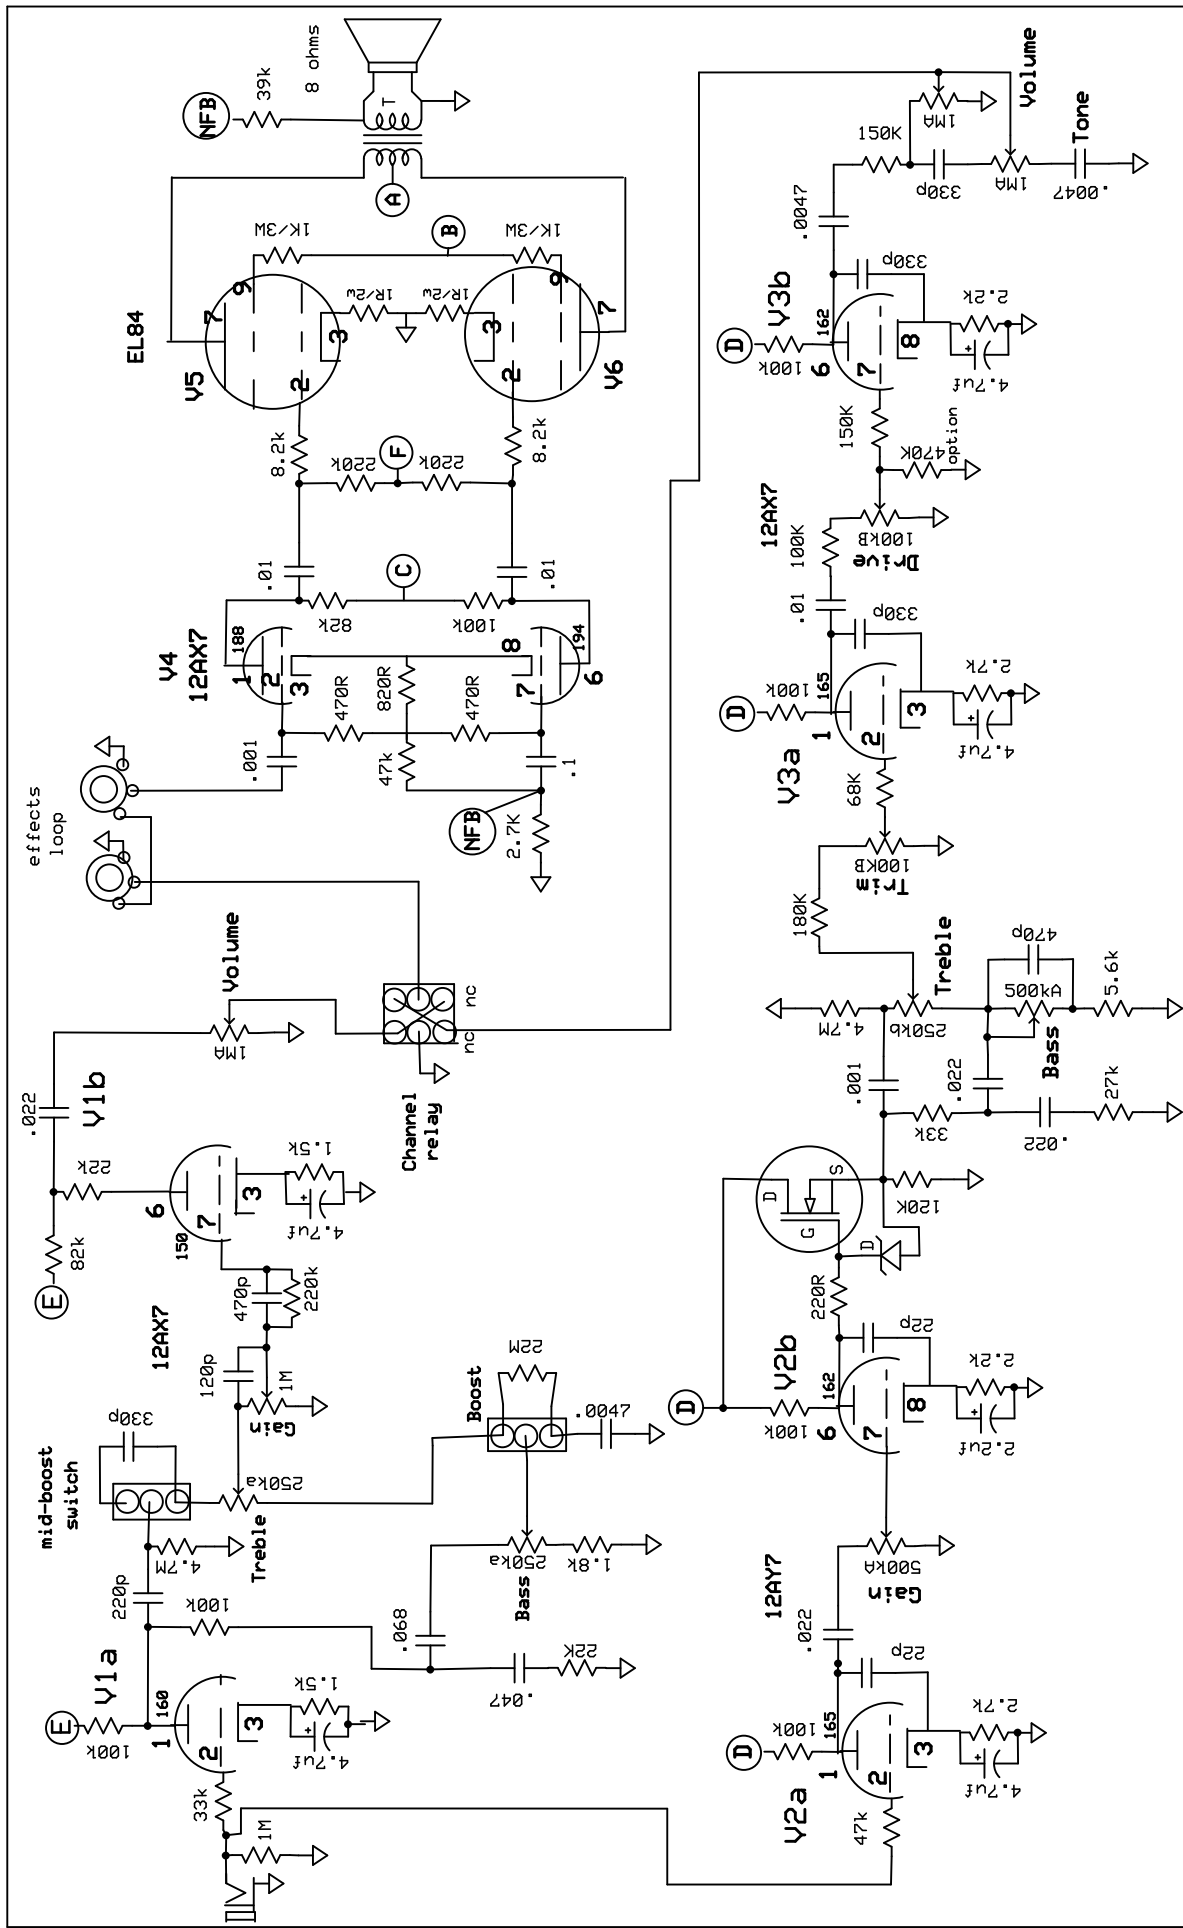 effects
loop
NFB
39k
8 ohms
T
A
EL84
V5
7
9
2
3
1K/3W
1K/3W
B
1R/2w
1R/2w
V6
7
9
2
3
8.2k
8.2k
220k
220k
F
.01
.01
C
82k
100k
V4
12AX7
188
1
2
3
8
7
6
194
470R
820R
470R
47k
.001
.1
NFB
2.7K
Volume
1MA
Channel
relay
nc
nc
.022
V1b
22k
82k
E
6
150
7
3
1.5k
4.7uf
12AX7
470p
220k
120p
1M
Gain
mid-boost
switch
330p
250ka
Treble
4.7M
220p
100k
Boost
22M
.0047
Bass
250ka
1.8k
.068
.047
22K
E
V1a
100k
160
1
2
3
1.5k
4.7uf
33k
1M
D
V2a
100k
165
1
2
3
2.7k
4.7uf
47k
22p
.022
12AY7
500kA
Gain
D
V2b
100k
162
6
7
8
2.2k
2.2uf
22p
220R
D
G
S
D
120K
.001
33k
.022
.022
27k
4.7M
250kb
Treble
500kA
470p
Bass
5.6k
180K
100kB
Trim
68K
D
V3a
100k
165
1
2
3
2.7k
4.7uf
330p
.01
100K
12AX7
100kB
Drive
470K
option
150K
D
V3b
100k
162
6
7
8
2.2k
4.7uf
330p
.0047
150K
330p
1MA
1MA
Volume
Tone
.0047